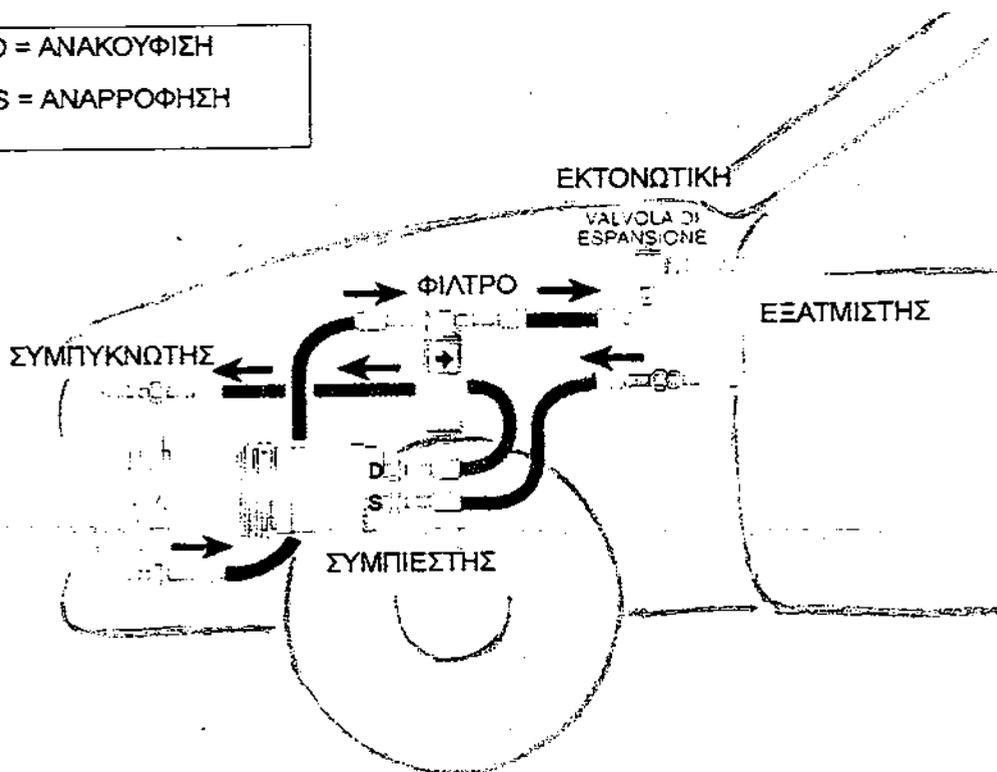 D = ΑΝΑΚΟΥΦΙΣΗ
S = ΑΝΑΡΡΟΦΗΣΗ
ΕΚΤΟΝΩΤΙΚΗ
VALVOLA DI
ESPANSIONE
ΦΙΛΤΡΟ
ΕΞΑΤΜΙΣΤΗΣ
ΣΥΜΠΥΚΝΩΤΗΣ
D
S
ΣΥΜΠΙΕΣΤΗΣ